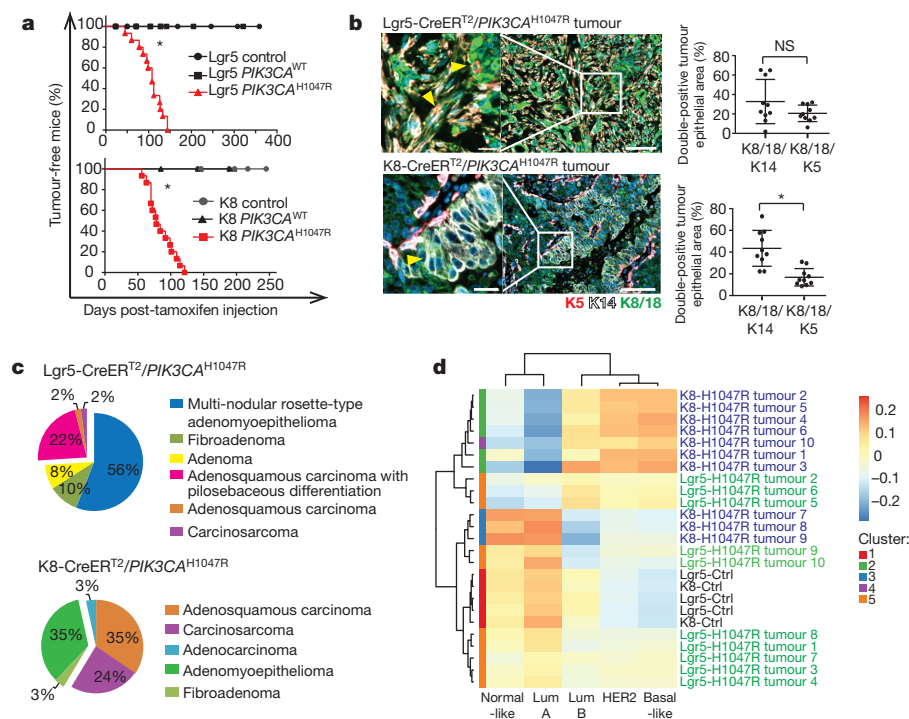 a
Tumour-free mice (%)
100
80
60
40
20
0
*
Lgr5 control
Lgr5 PIK3CAWT
Lgr5 PIK3CAH1047R
0 100 200 300 400
100
80
60
40
20
0
*
K8 control
K8 PIK3CAWT
K8 PIK3CAH1047R
0 50 100 150 200 250
Days post-tamoxifen injection
b
Lgr5-CreERT2/PIK3CAH1047R tumour
K8-CreERT2/PIK3CAH1047R tumour
K5 K14 K8/18
Double-positive tumour epithelial area (%)
80
60
40
20
0
NS
K8/18/ K8/18/
K14 K5
Double-positive tumour epithelial area (%)
80
60
40
20
0
*
K8/18/ K8/18/
K14 K5
c
Lgr5-CreERT2/PIK3CAH1047R
2% 2%
22%
8%
10%
56%
Multi-nodular rosette-type
adenomyoepithelioma
Fibroadenoma
Adenoma
Adenosquamous carcinoma with
pilosebaceous differentiation
Adenosquamous carcinoma
Carcinosarcoma
K8-CreERT2/PIK3CAH1047R
3%
35%
35%
24%
3%
Adenosquamous carcinoma
Carcinosarcoma
Adenocarcinoma
Adenomyoepithelioma
Fibroadenoma
d
K8-H1047R tumour 2
K8-H1047R tumour 5
K8-H1047R tumour 4
K8-H1047R tumour 6
K8-H1047R tumour 10
K8-H1047R tumour 1
K8-H1047R tumour 3
Lgr5-H1047R tumour 2
Lgr5-H1047R tumour 6
Lgr5-H1047R tumour 5
K8-H1047R tumour 7
K8-H1047R tumour 8
K8-H1047R tumour 9
Lgr5-H1047R tumour 9
Lgr5-H1047R tumour 10
Lgr5-Ctrl
K8-Ctrl
Lgr5-Ctrl
Lgr5-Ctrl
K8-Ctrl
Lgr5-H1047R tumour 8
Lgr5-H1047R tumour 1
Lgr5-H1047R tumour 7
Lgr5-H1047R tumour 3
Lgr5-H1047R tumour 4
Normal Lum Lum HER2 Basal
-like A B -like
0.2
0.1
0
−0.1
−0.2
Cluster:
1
2
3
4
5